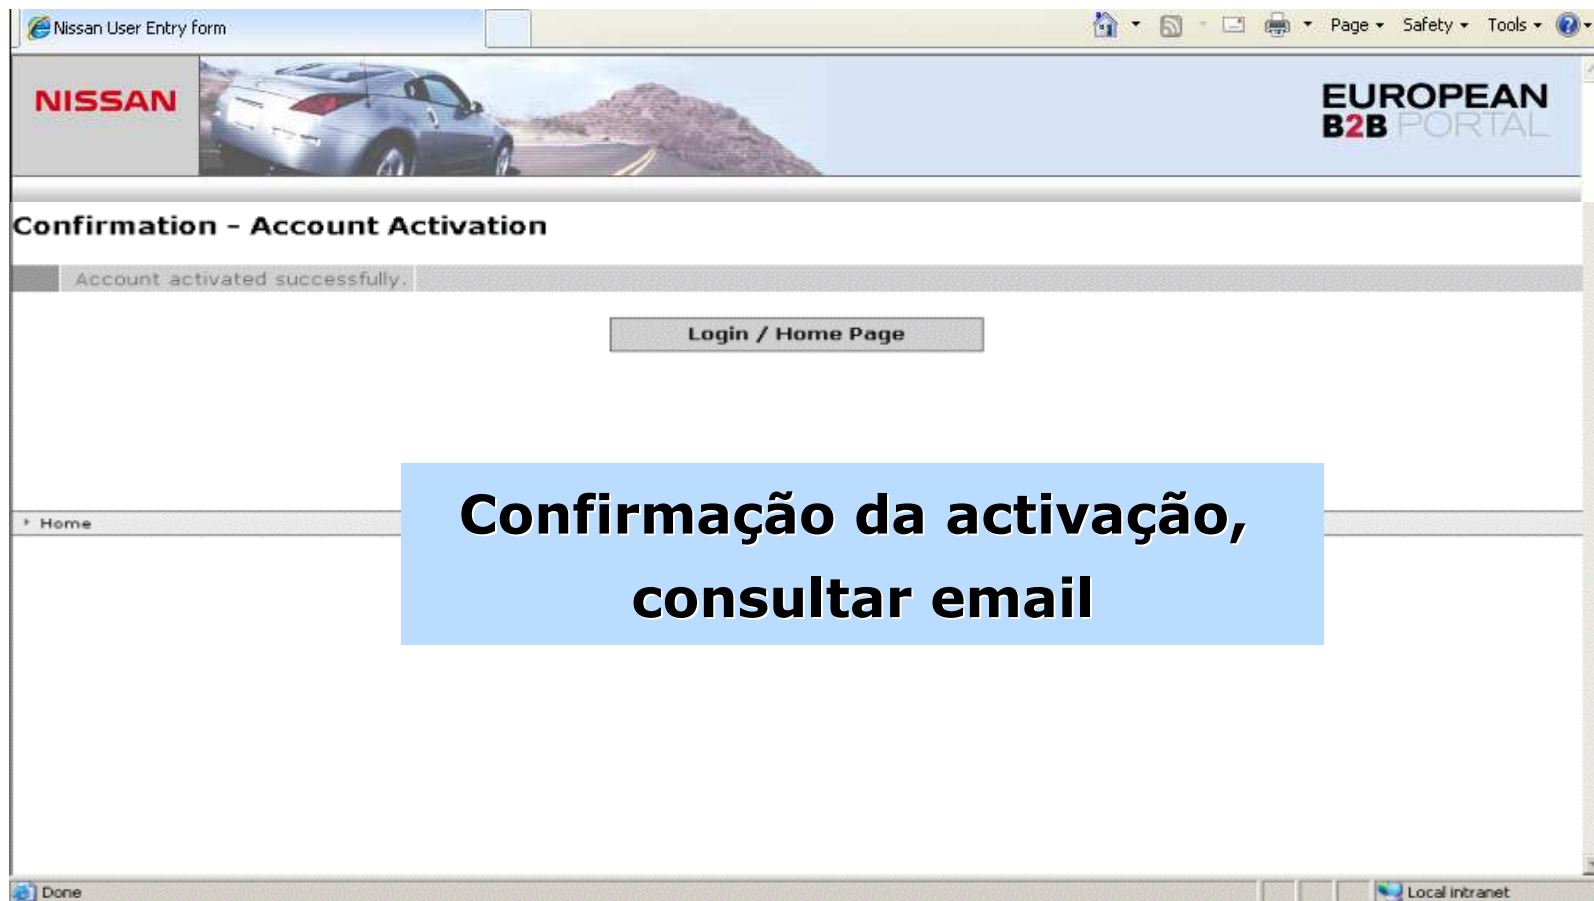 Nissan User Entry form
Page Safety Tools
NISSAN
EUROPEAN
B2B PORTAL
Confirmation - Account Activation
Account activated successfully.
Login / Home Page
Home
Confirmação da activação,
consultar email
Done
Local intranet